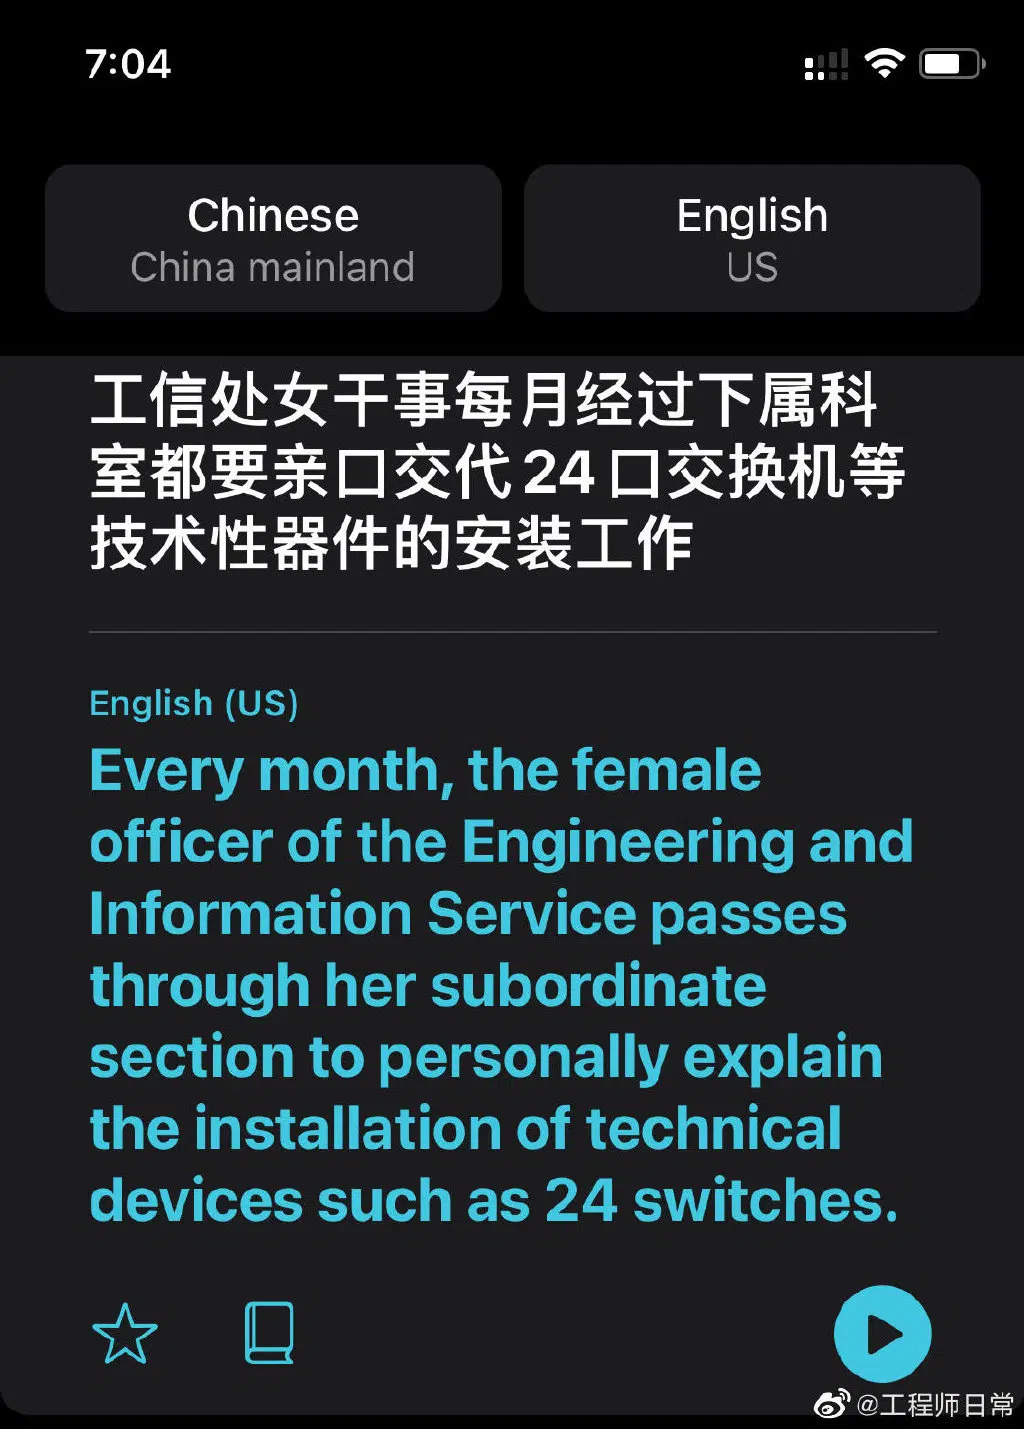 7:04
Chinese
China mainland
English
US
工信处女干事每月经过下属科
室都要亲口交代24口交换机等
技术性器件的安装工作
English (US)
Every month, the female
officer of the Engineering and
Information Service passes
through her subordinate
section to personally explain
the installation of technical
devices such as 24 switches.
@工程师日常